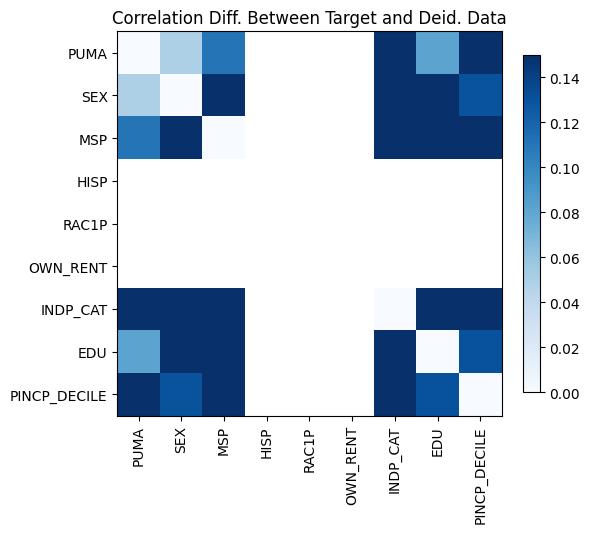 Correlation Diff. Between Target and Deid. Data
PUMA
SEX
MSP
HISP
RAC1P
OWN_RENT
INDP_CAT
EDU
PINCP_DECILE
PUMA
SEX
MSP
HISP
RAC1P
OWN_RENT
INDP_CAT
EDU
PINCP_DECILE
0.14
0.12
0.10
0.08
0.06
0.04
0.02
0.00